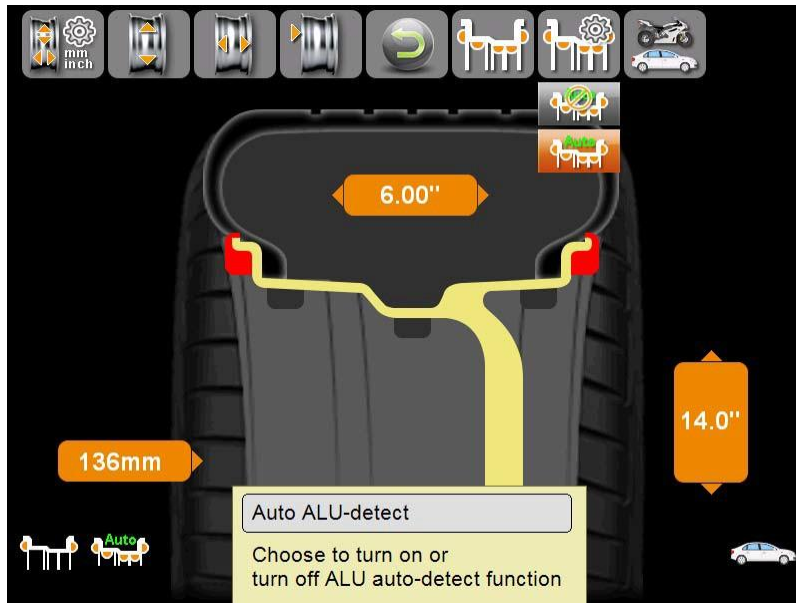 mm
inch
Auto
6.00"
14.0"
136mm
Auto
Auto ALU-detect
Choose to turn on or
turn off ALU auto-detect function